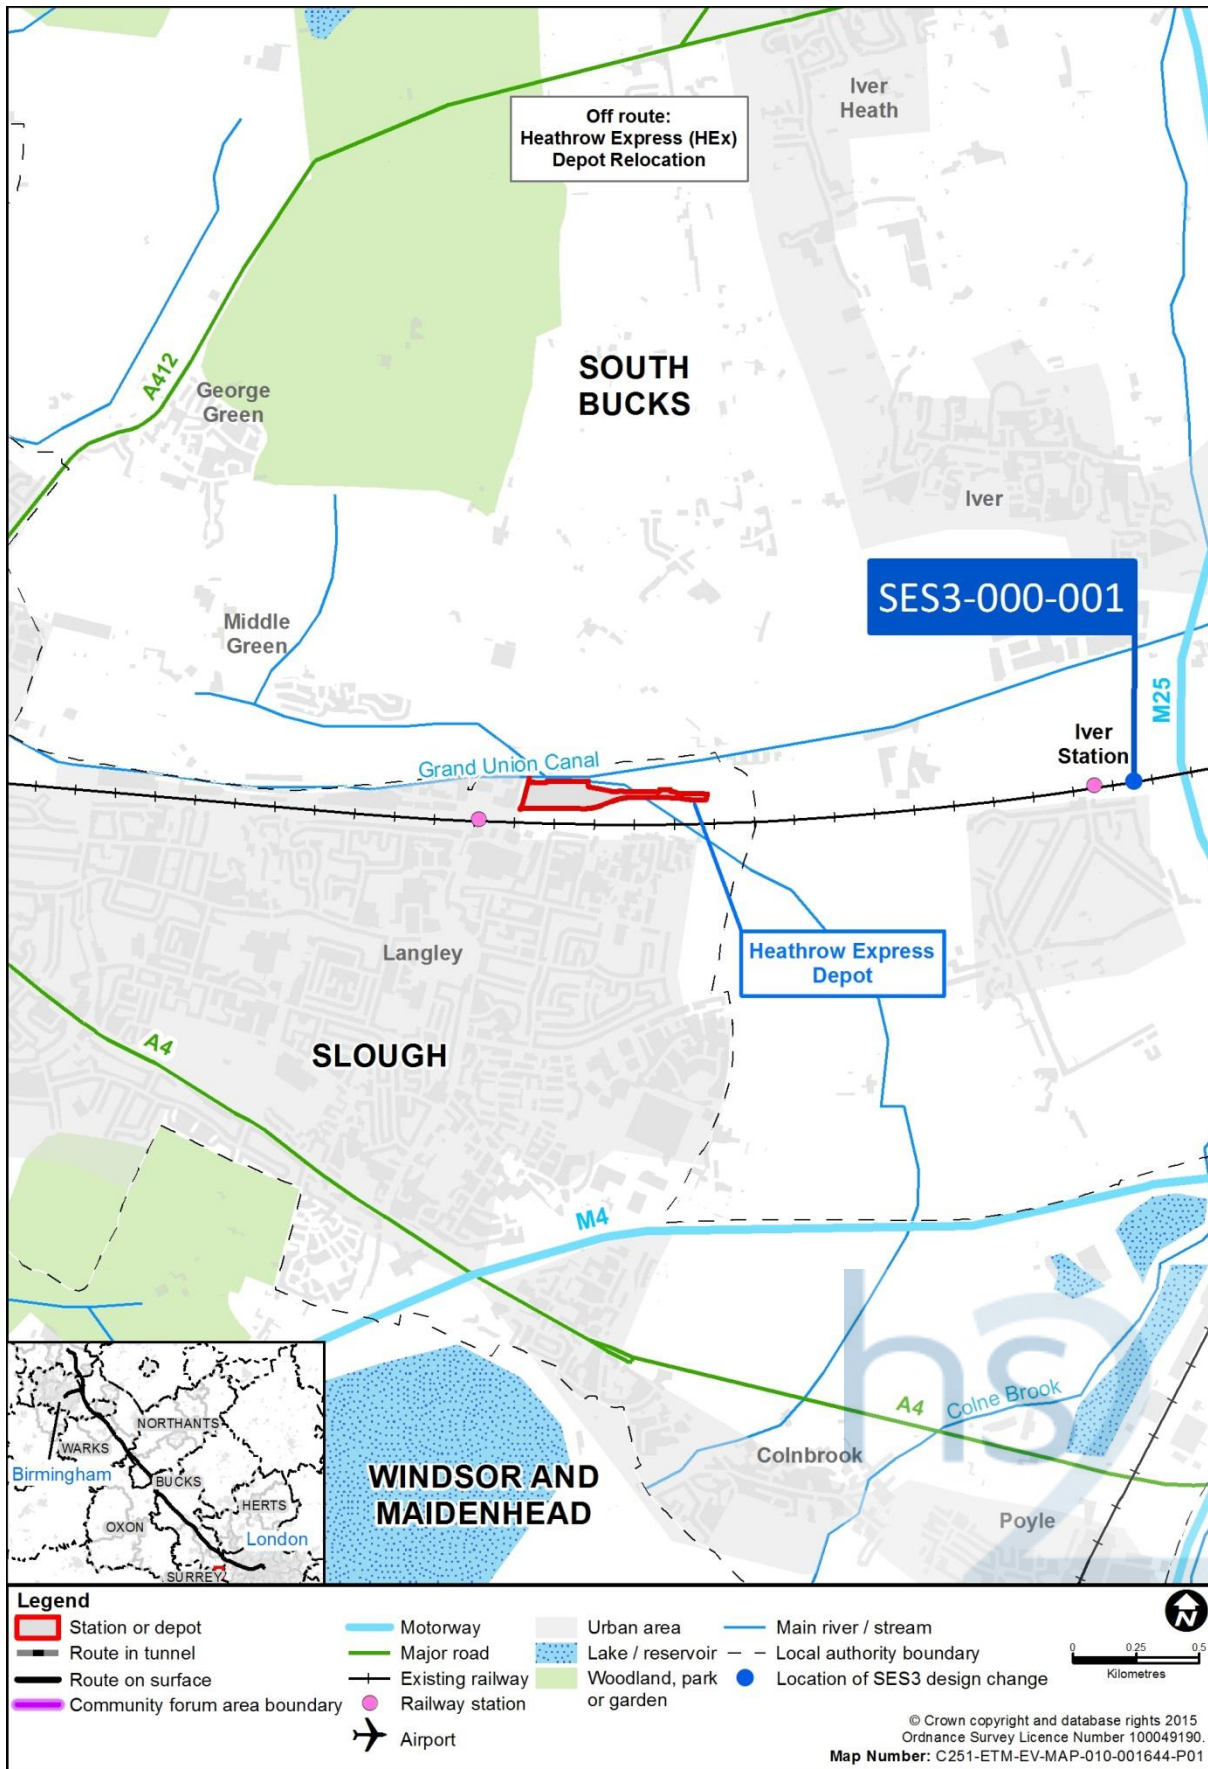 Off route:
Heathrow Express (HEx)
Depot Relocation
Iver
Heath
A412
George
Green
SOUTH
BUCKS
Iver
SES3-000-001
Middle
Green
M25
Iver
Station
Grand Union Canal
Langley
Heathrow Express
Depot
A4
SLOUGH
M4
hs2
A4
Colne Brook
Colnbrook
WINDSOR AND
MAIDENHEAD
Poyle
NORTHANTS
WARKS
Birmingham
BUCKS
HERTS
OXON
London
SURREY
Legend
Station or depot
Route in tunnel
Route on surface
Community forum area boundary
Motorway
Major road
Existing railway
Railway station
Airport
Urban area
Lake / reservoir
Woodland, park
or garden
Main river / stream
Local authority boundary
Location of SES3 design change
N
0 0.25 0.5
Kilometres
© Crown copyright and database rights 2015
Ordnance Survey Licence Number 100049190.
Map Number: C251-ETM-EV-MAP-010-001644-P01